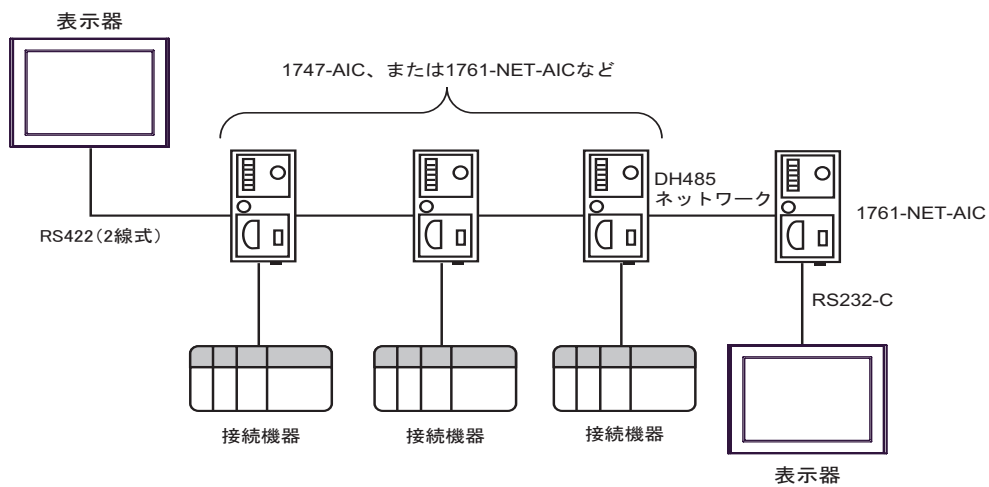 表示器
1747-AIC、または1761-NET-AICなど
DH485
ネットワーク
1761-NET-AIC
RS422（2線式）
RS232-C
接続機器
接続機器
接続機器
表示器